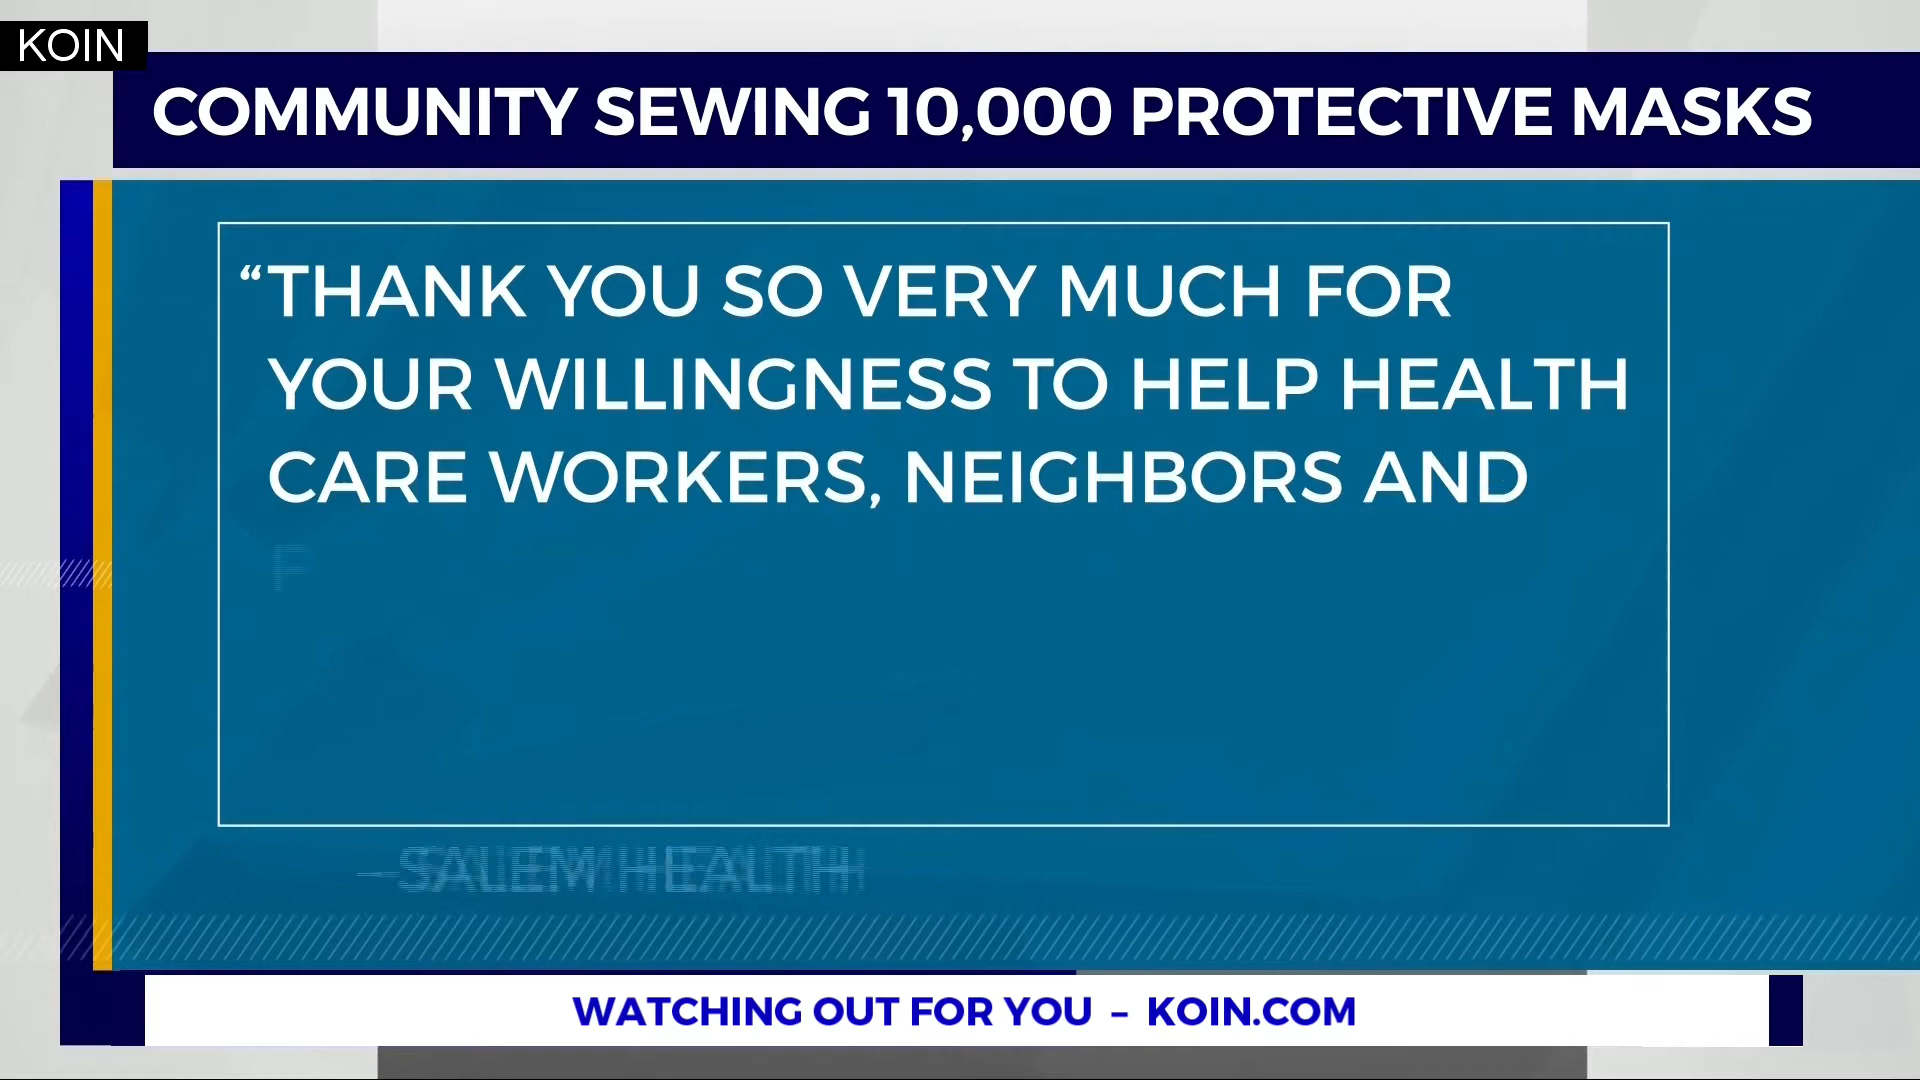 KOIN
COMMUNITY SEWING 10,000 PROTECTIVE MASKS
“THANK YOU SO VERY MUCH FOR
YOUR WILLINGNESS TO HELP HEALTH
CARE WORKERS, NEIGHBORS AND
F
–SALEM HEALTH
WATCHING OUT FOR YOU – KOIN.COM